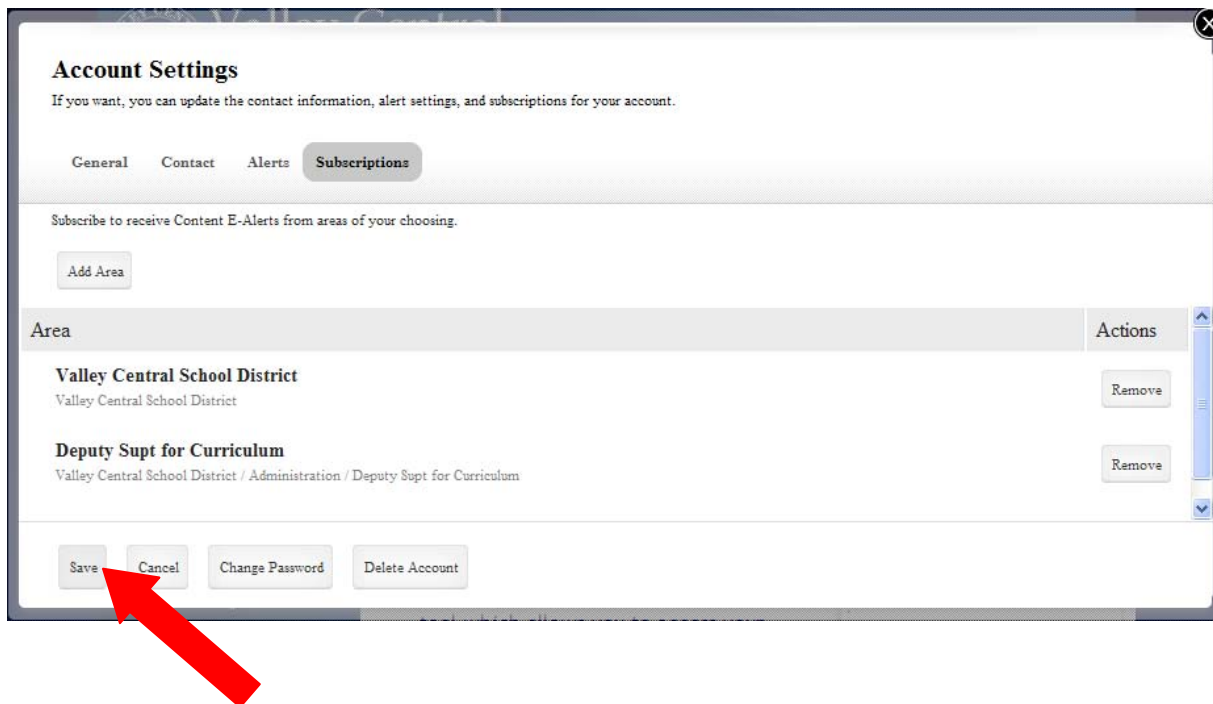 Valley Central
Account Settings
If you want, you can update the contact information, alert settings, and subscriptions for your account.
General Contact Alerts Subscriptions
Subscribe to receive Content E-Alerts from areas of your choosing.
Add Area
Area Actions
Valley Central School District
Valley Central School District
Remove
Deputy Supt for Curriculum
Valley Central School District / Administration / Deputy Supt for Curriculum
Remove
Save Cancel Change Password Delete Account